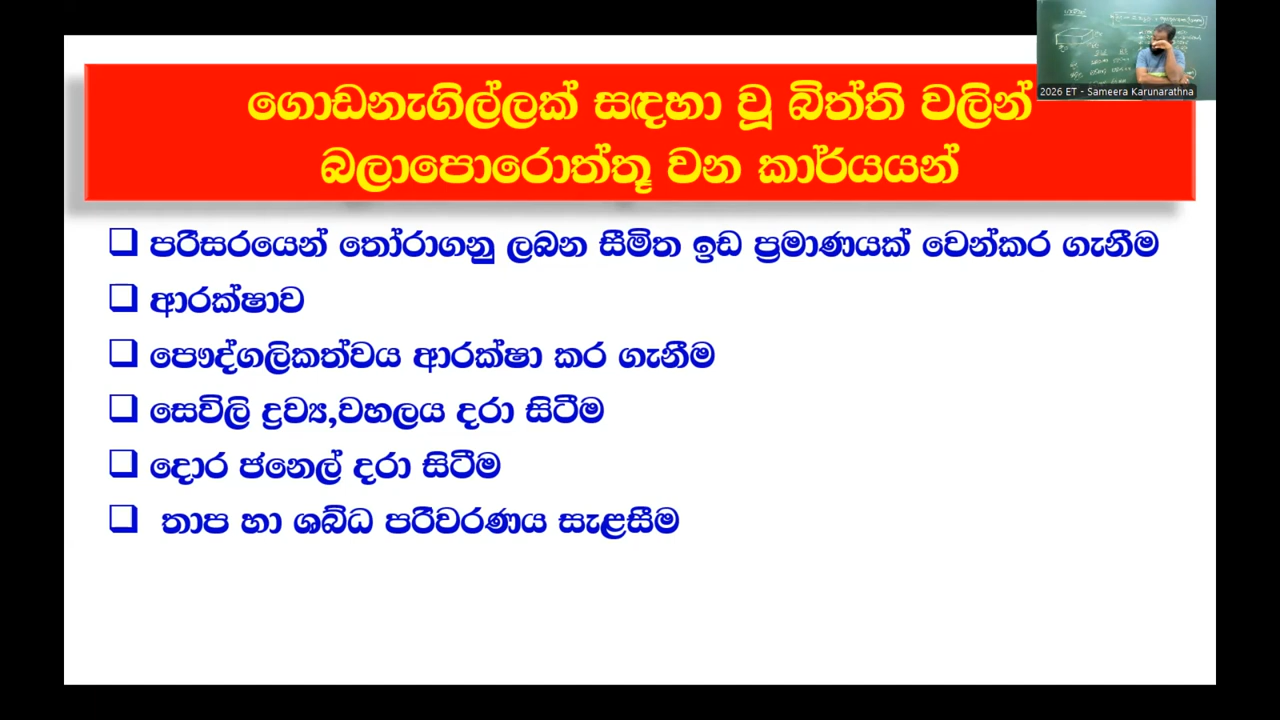 ගොඩනැගිල්ලක් සඳහා වූ බිත්ති වලින්
බලාපොරොත්තු වන කාර්යයන්
පරිසරයෙන් තෝරාගනු ලබන සීමිත ඉඩ ප්‍රමාණයක් වෙන්කර ගැනීම
ආරක්ෂාව
පෞද්ගලිකත්වය ආරක්ෂා කර ගැනීම
සෙවිලි ද්‍රව්‍ය,වහලය දරා සිටීම
දොර ජනෙල් දරා සිටීම
තාප හා ශබ්ධ පරිවරණය සැළසීම
2026 ET - Sameera Karunarathna